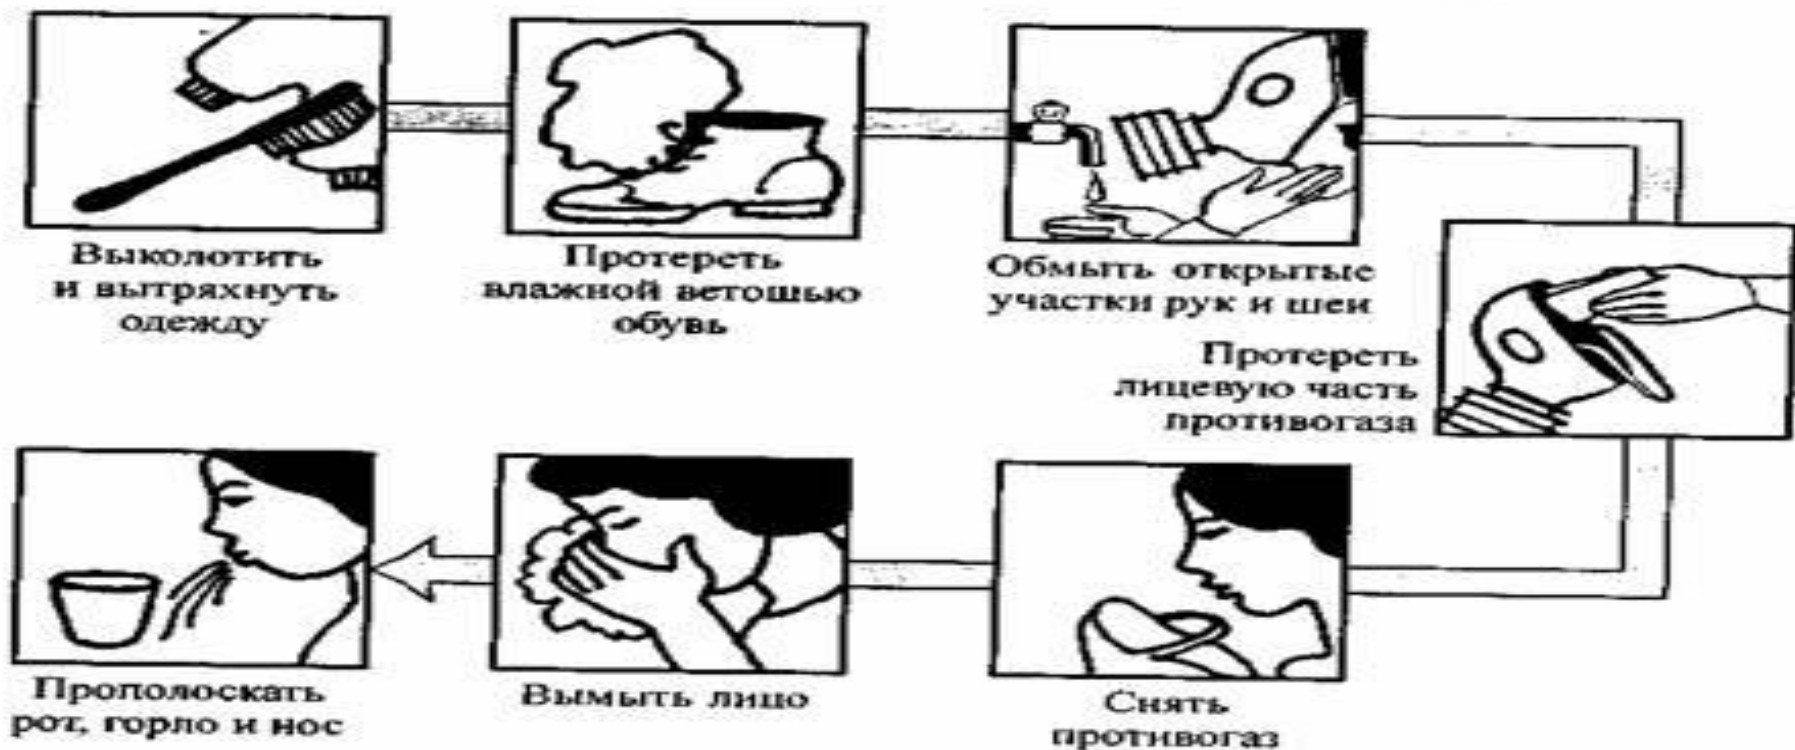 Выколотить
и вытряхнуть
одежду
Протереть
влажной ветошью
обувь
Обмыть открытые
участки рук и шеи
Протереть
лицевую часть
противогаза
Снять
противогаз
Вымыть лицо
Прополоскать
рот, горло и нос